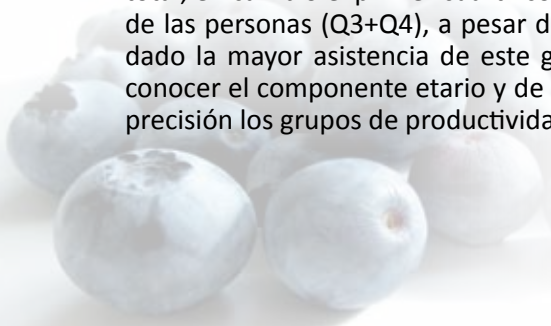 de las personas (Q3+Q4), a pesar d
dado la mayor asistencia de este g
conocer el componente etario y de
precisión los grupos de productivida